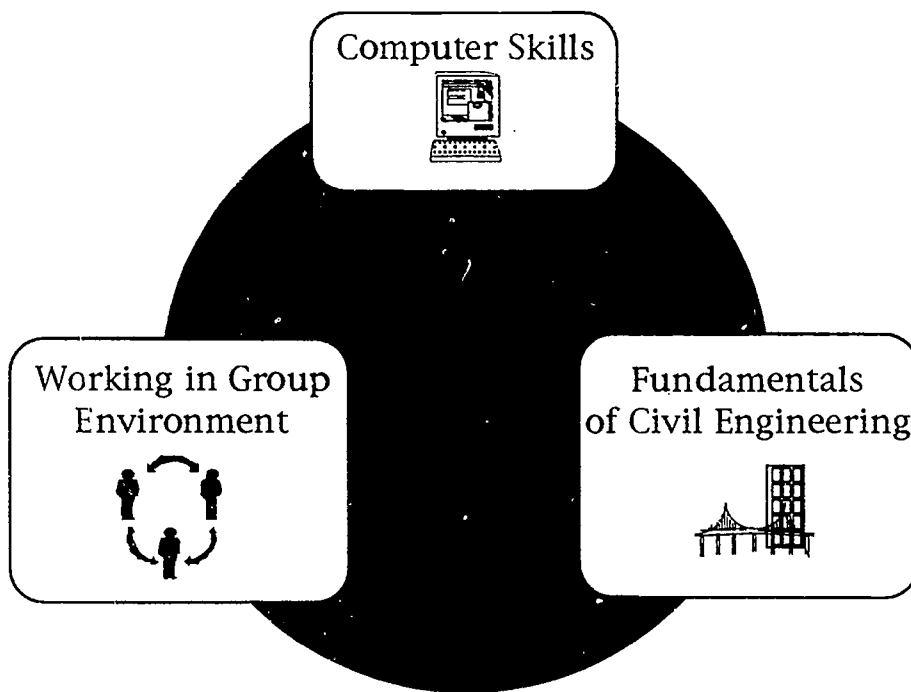 Computer Skills
Working in Group
Environment
Fundamentals
of Civil Engineering